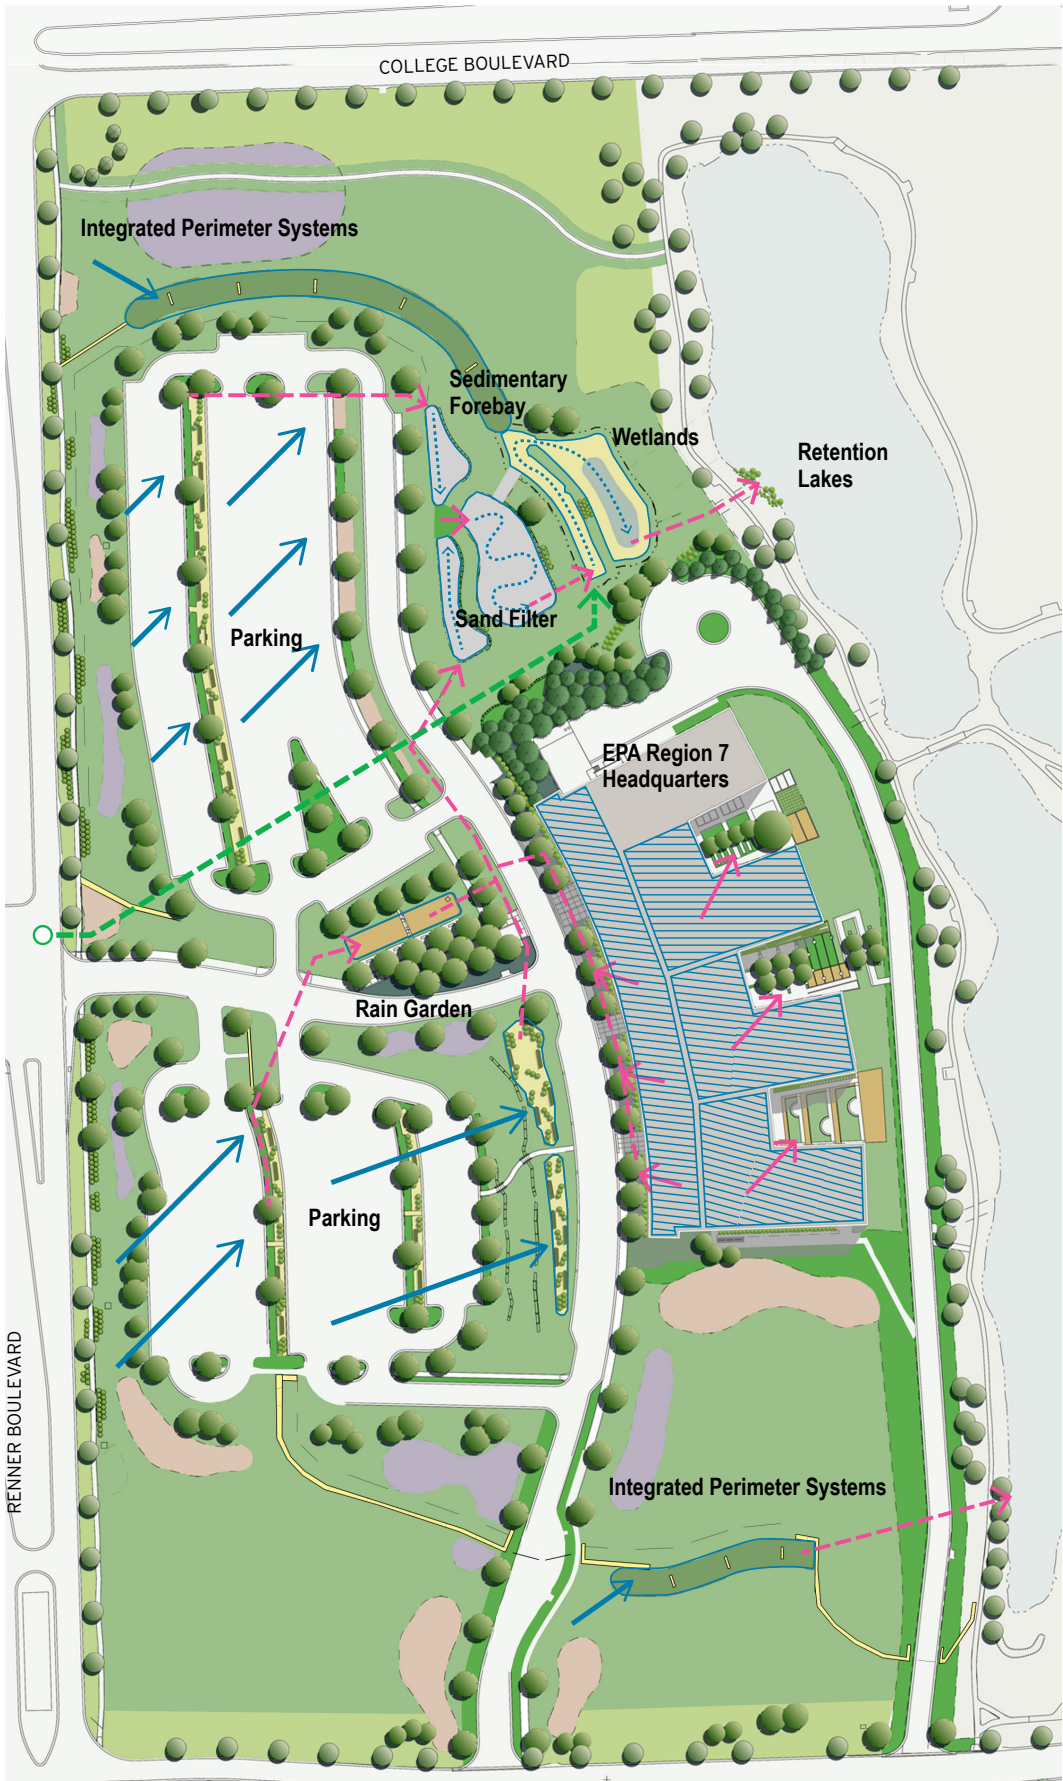 COLLEGE BOULEVARD
Integrated Perimeter Systems
Sedimentary
Forebay
Wetlands
Retention
Lakes
Sand Filter
Parking
EPA Region 7
Headquarters
Rain Garden
Parking
RENNER BOULEVARD
Integrated Perimeter Systems